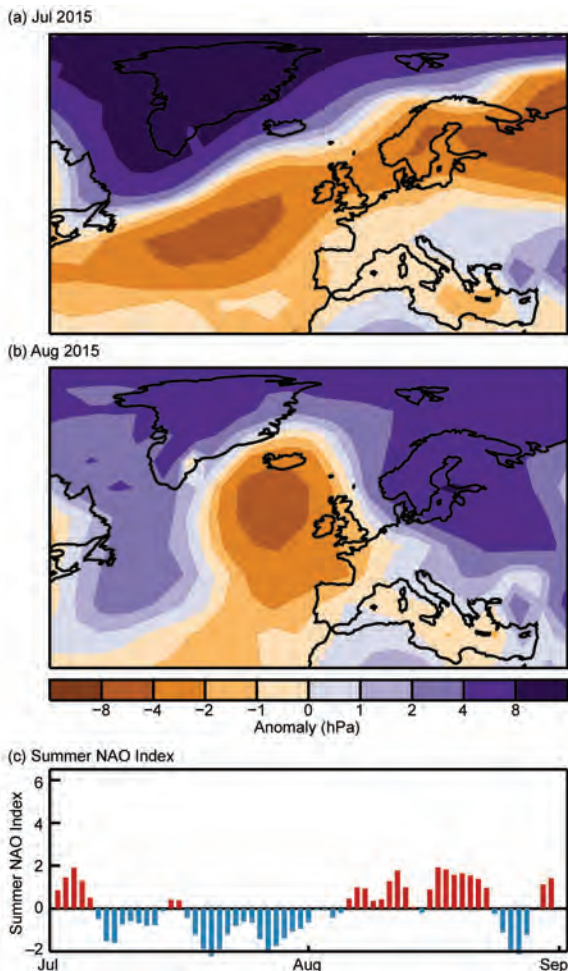 (a) Jul 2015
(b) Aug 2015
−8 −4 −2 −1 0 1 2 4 8
Anomaly (hPa)
(c) Summer NAO Index
6
4
2
0
−2
Summer NAO Index
Jul Aug Sep